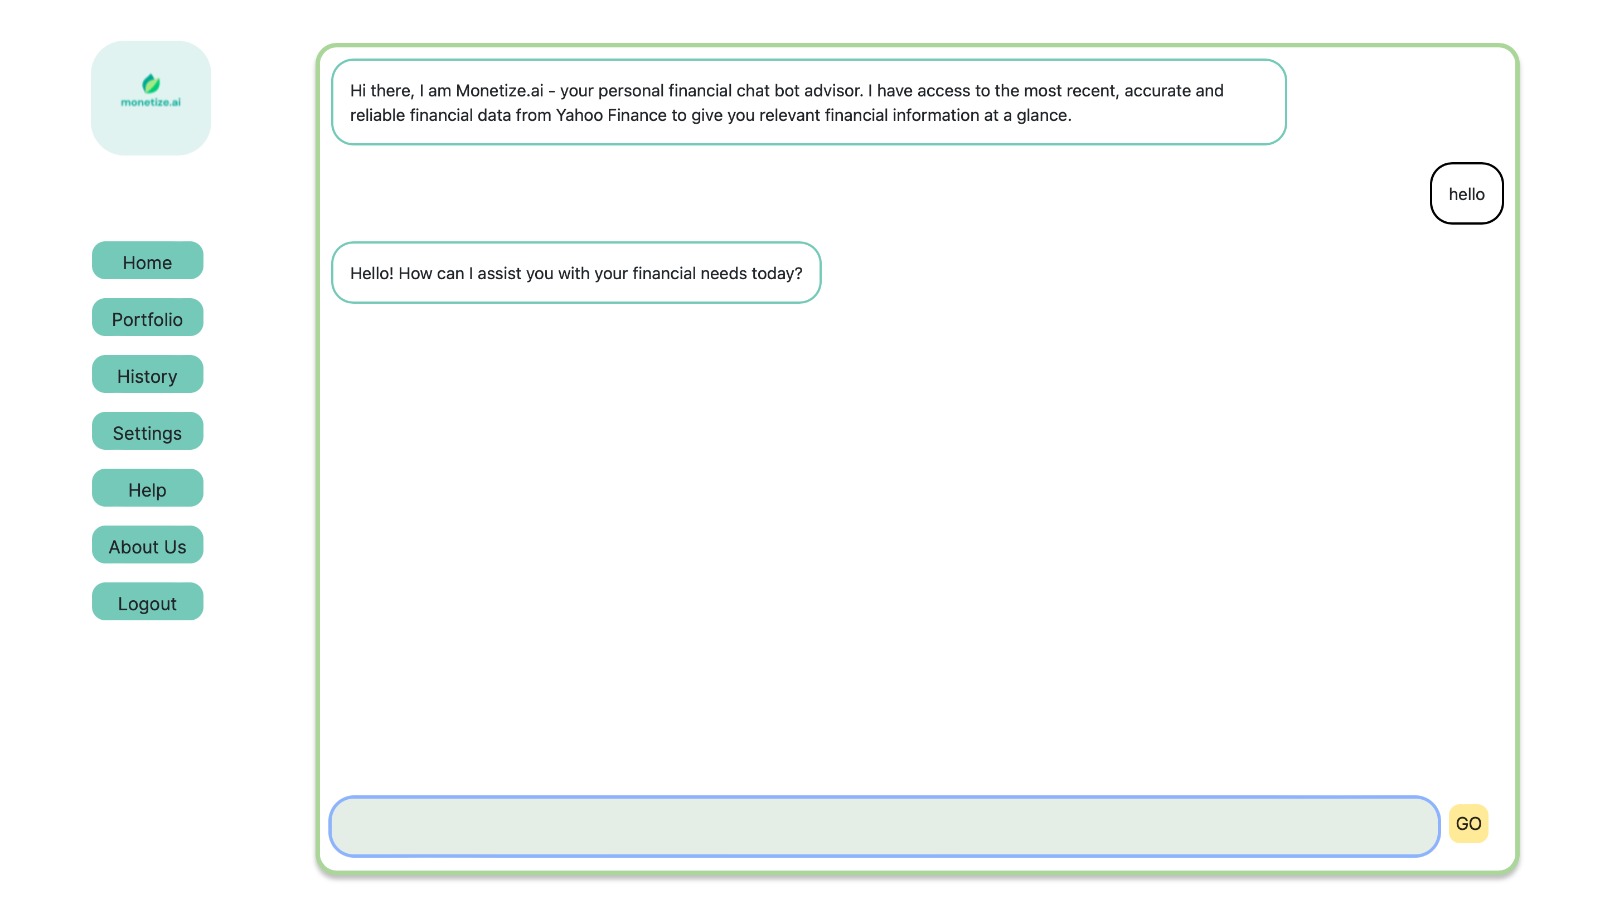 monetize.ai
Home
Portfolio
History
Settings
Help
About Us
Logout
Hi there, I am Monetize.ai - your personal financial chat bot advisor. I have access to the most recent, accurate and
reliable financial data from Yahoo Finance to give you relevant financial information at a glance.
hello
Hello! How can I assist you with your financial needs today?
GO